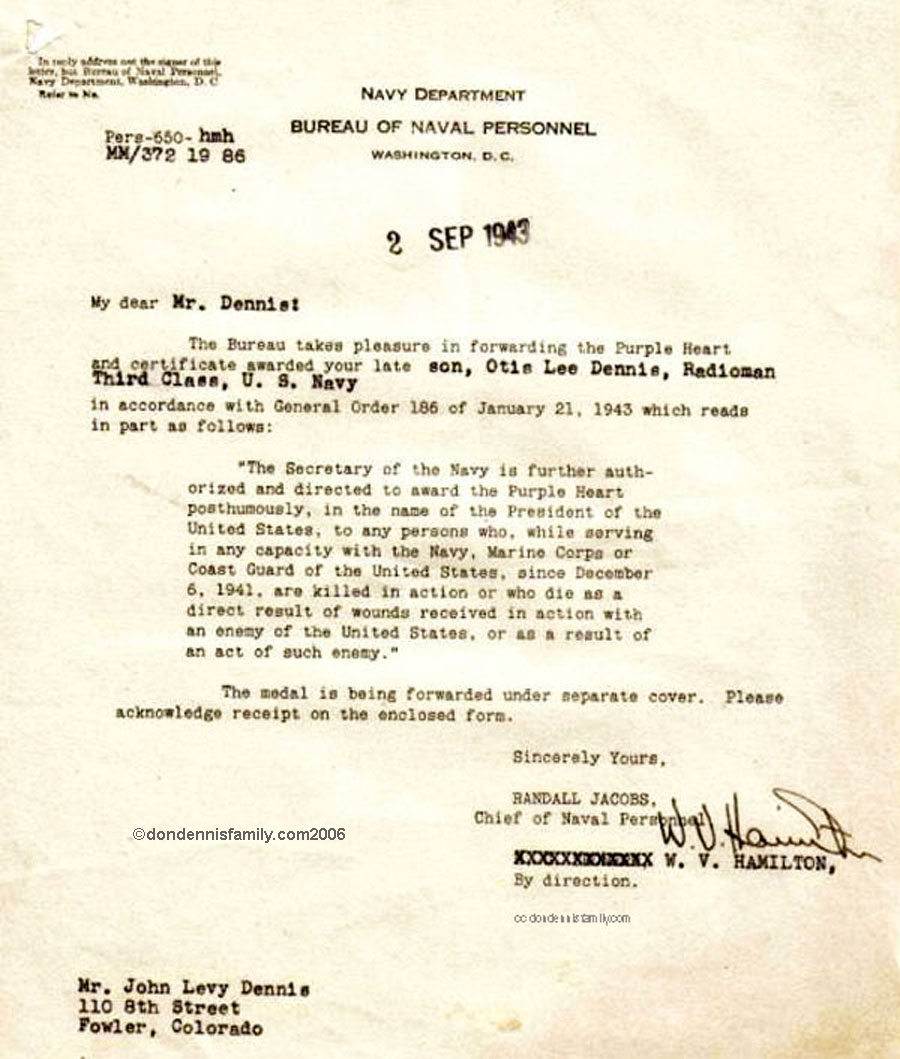 In reply address not the signer of this
letter, but Bureau of Naval Personnel,
Navy Department, Washington, D. C.
Refer to No.
Pers-650- hmh
MM/372 19 86
NAVY DEPARTMENT
BUREAU OF NAVAL PERSONNEL
WASHINGTON, D. C.
2 SEP 1943
My dear Mr. Dennis:
The Bureau takes pleasure in forwarding the Purple Heart
and certificate awarded your late son, Otis Lee Dennis, Radioman
Third Class, U. S. Navy
in accordance with General Order 186 of January 21, 1943 which reads
in part as follows:
"The Secretary of the Navy is further auth-
orized and directed to award the Purple Heart
posthumously, in the name of the President of the
United States, to any persons who, while serving
in any capacity with the Navy, Marine Corps or
Coast Guard of the United States, since December
6, 1941, are killed in action or who die as a
direct result of wounds received in action with
an enemy of the United States, or as a result of
an act of such enemy."
The medal is being forwarded under separate cover. Please
acknowledge receipt on the enclosed form.
Sincerely Yours,
RANDALL JACOBS,
Chief of Naval Personnel
W. V. Hamilton
XXXXXXXXXXXXX W. V. HAMILTON,
By direction.
©dondennisfamily.com2006
cc dondennisfamily.com
Mr. John Levy Dennis
110 8th Street
Fowler, Colorado